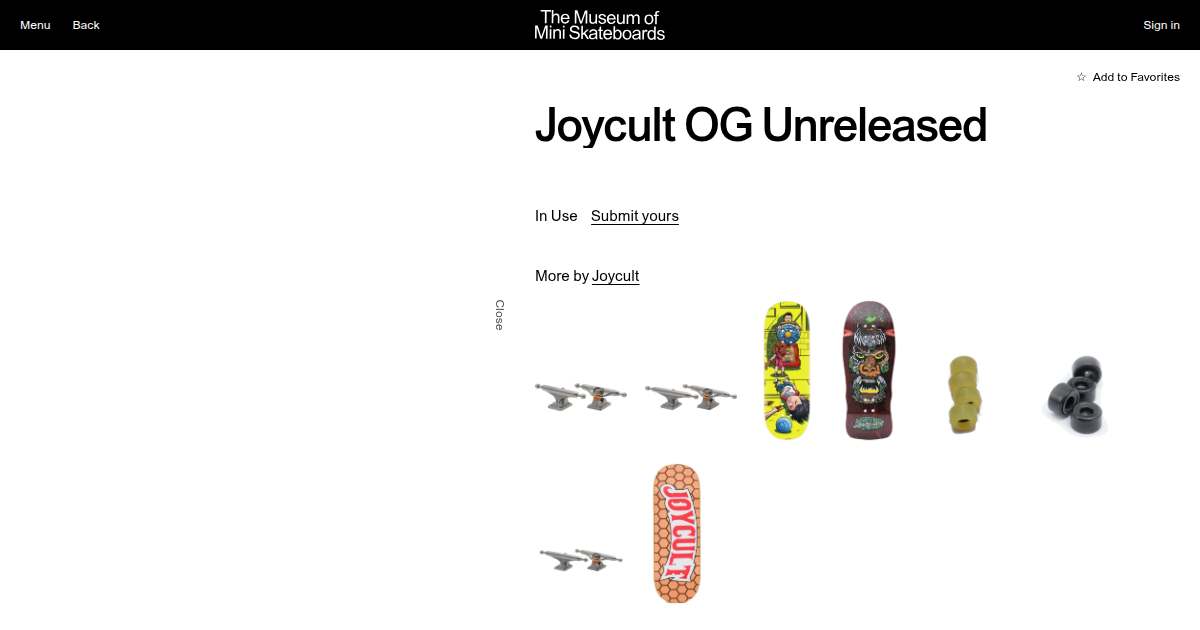 Menu Back
The Museum of
Mini Skateboards
Sign in
☆ Add to Favorites
Joycult OG Unreleased
In Use Submit yours
More by Joycult
Close
JOYCULT